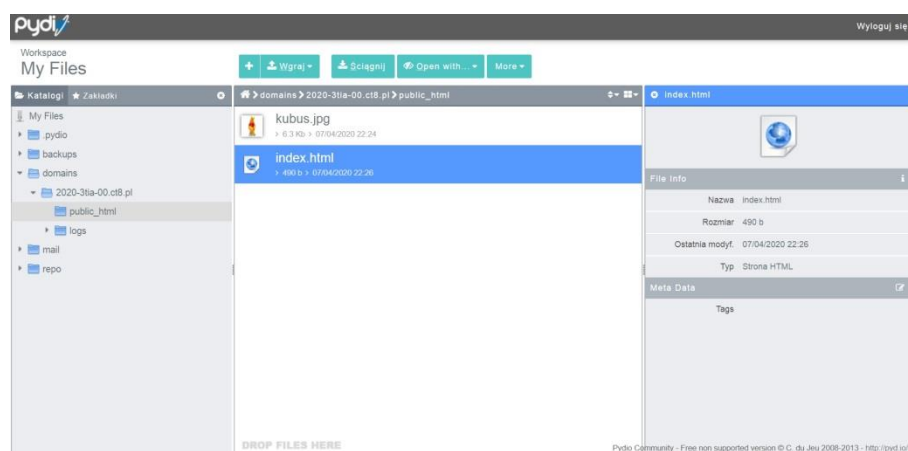 Pydi
Wyloguj się
Workspace
My Files
Wgraj
Ściągnij
Open with...
More
Katalogi
Zakładki
domains > 2020-3tia-00.ct8.pl > public_html
index.html
My Files
.pydio
backups
domains
2020-3tia-00.ct8.pl
public_html
logs
mail
repo
kubus.jpg
› 6.3 Kb › 07/04/2020 22:24
index.html
› 490 b › 07/04/2020 22:26
File Info
Nazwa index.html
Rozmiar 490 b
Ostatnia modyf. 07/04/2020 22:26
Typ Strona HTML
Meta Data
Tags
DROP FILES HERE
Pydio Community - Free non supported version © C. du Jeu 2008-2013 - http://pyd.io/